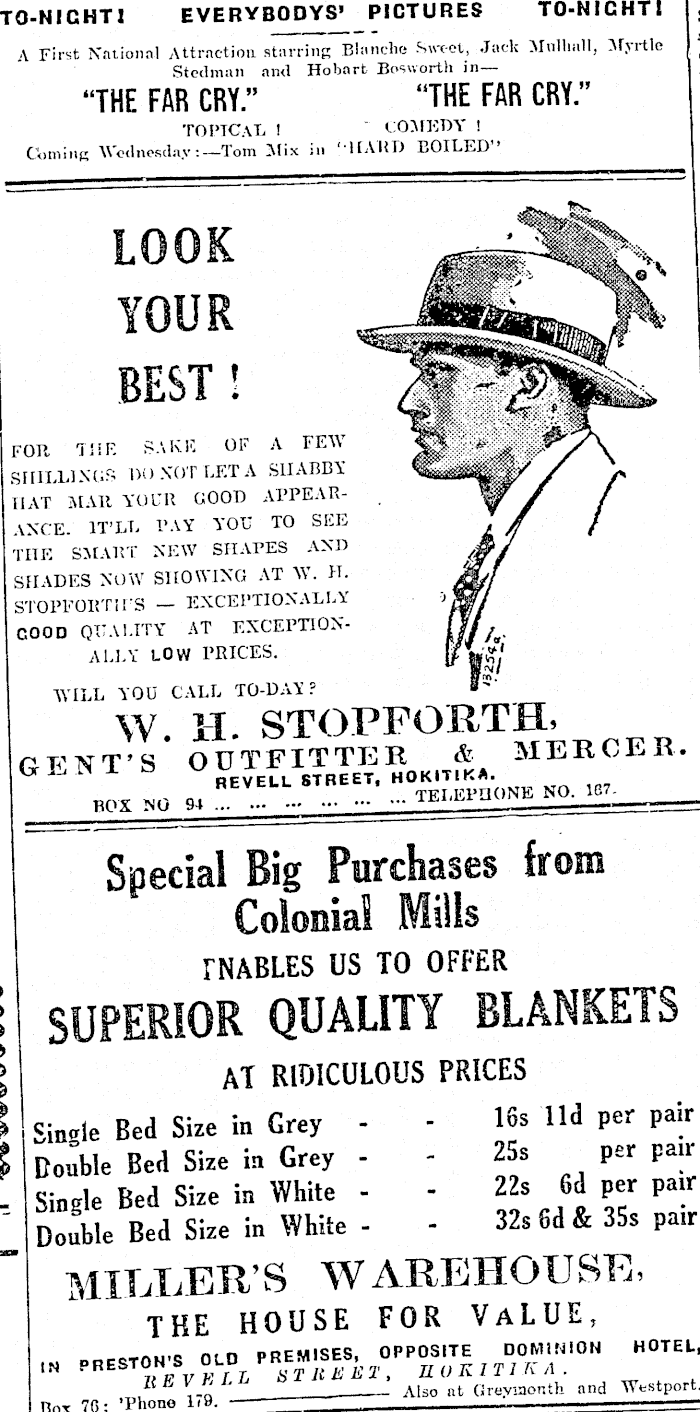 TO-NIGHT! EVERYBODYS' PICTURES TO-NIGHT!
A First National Attraction starring Blanche Sweet, Jack Mulhall, Myrtle
Stedman and Hobart Bosworth in—
"THE FAR CRY." "THE FAR CRY."
TOPICAL ! COMEDY !
Coming Wednesday:—Tom Mix in "HARD BOILED"
LOOK
YOUR
BEST !
FOR THE SAKE OF A FEW
SHILLINGS DO NOT LET A SHABBY
HAT MAR YOUR GOOD APPEAR-
ANCE. IT'LL PAY YOU TO SEE
THE SMART NEW SHAPES AND
SHADES NOW SHOWING AT W. H.
STOPFORTH'S — EXCEPTIONALLY
GOOD QUALITY AT EXCEPTION-
ALLY LOW PRICES.
WILL YOU CALL TO-DAY?
18254a
W. H. STOPFORTH,
GENT'S OUTFITTER & MERCER.
REVELL STREET, HOKITIKA.
BOX NO 94 ... ... ... ... ... ... TELEPHONE NO. 167.
Special Big Purchases from
Colonial Mills
ENABLES US TO OFFER
SUPERIOR QUALITY BLANKETS
AT RIDICULOUS PRICES
Single Bed Size in Grey - - 16s 11d per pair
Double Bed Size in Grey - - 25s per pair
Single Bed Size in White - - 22s 6d per pair
Double Bed Size in White - - 32s 6d & 35s pair
MILLER'S WAREHOUSE,
THE HOUSE FOR VALUE,
IN PRESTON'S OLD PREMISES, OPPOSITE DOMINION HOTEL,
REVELL STREET, HOKITIKA.
Box 76; 'Phone 179. Also at Greymouth and Westport.